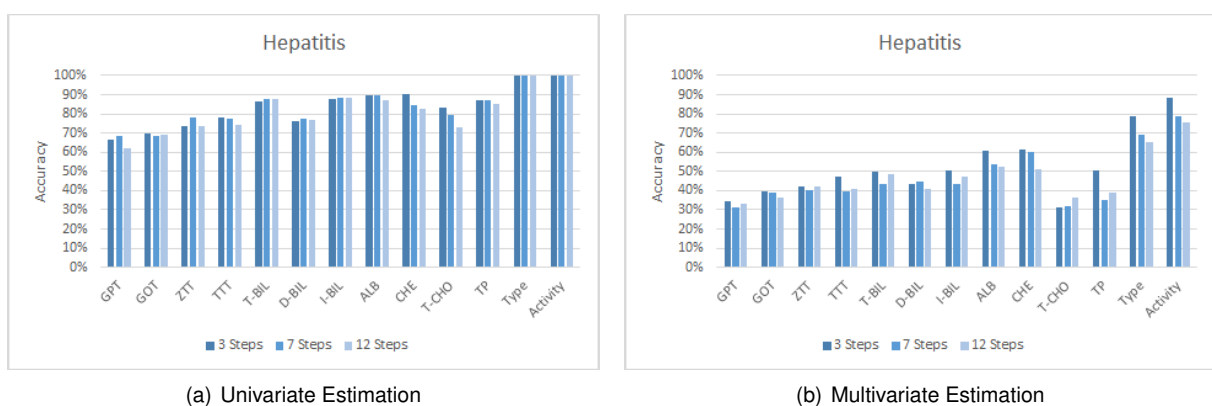 Hepatitis
100%
90%
80%
70%
60%
50%
40%
30%
20%
10%
0%
Accuracy
GPT
GOT
ZTT
TTT
T-BIL
D-BIL
I-BIL
ALB
CHE
T-CHO
TP
Type
Activity
3 Steps 7 Steps 12 Steps
(a) Univariate Estimation
Hepatitis
100%
90%
80%
70%
60%
50%
40%
30%
20%
10%
0%
Accuracy
GPT
GOT
ZTT
TTT
T-BIL
D-BIL
I-BIL
ALB
CHE
T-CHO
TP
Type
Activity
3 Steps 7 Steps 12 Steps
(b) Multivariate Estimation